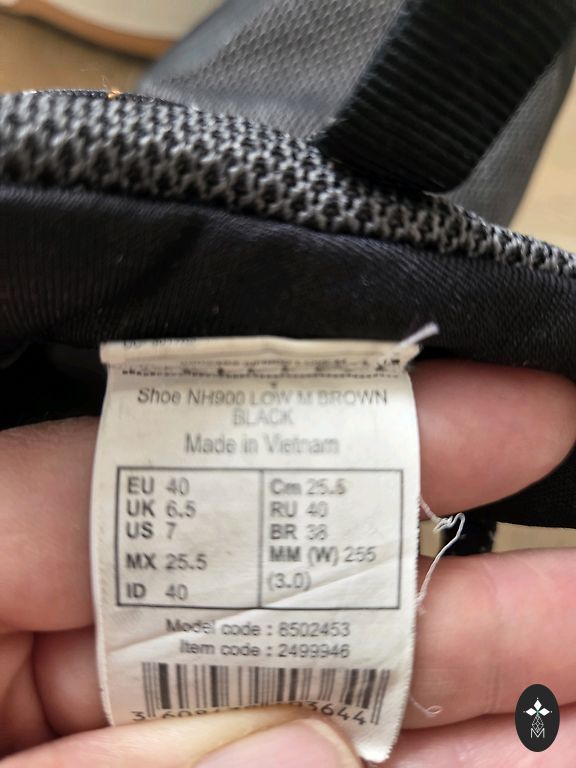 Shoe NH900 LOW M BROWN
BLACK
Made in Vietnam
EU 40
UK 6.5
US 7
MX 25.5
ID 40
Cm 25.5
RU 40
BR 38
MM (W) 255
(3.0)
Model code : 8502453
Item code : 2499946
M